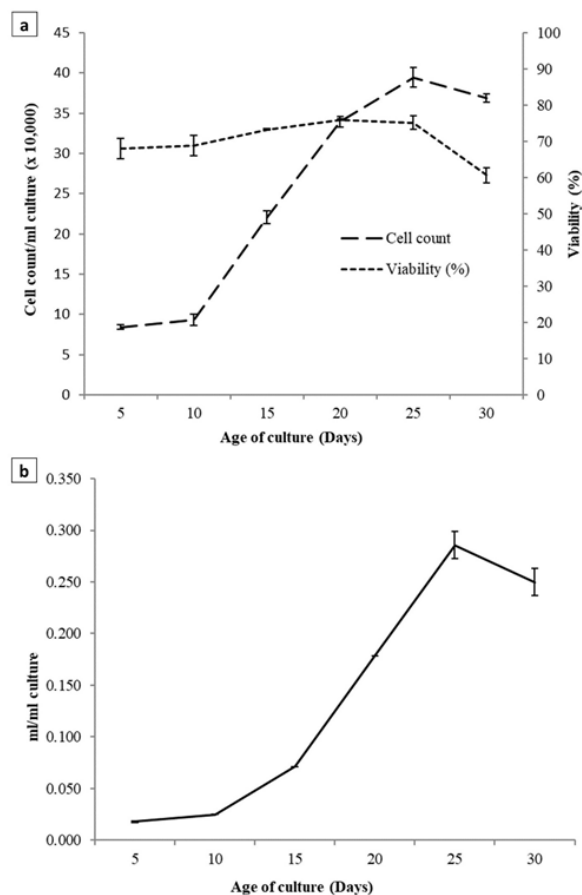 a
45
40
35
30
25
20
15
10
5
0
Cell count/ml culture (x 10,000)
100
90
80
70
60
50
40
30
20
10
0
Viability (%)
Cell count
Viability (%)
5 10 15 20 25 30
Age of culture (Days)
b
0.350
0.300
0.250
0.200
0.150
0.100
0.050
0.000
ml/ml culture
5 10 15 20 25 30
Age of culture (Days)